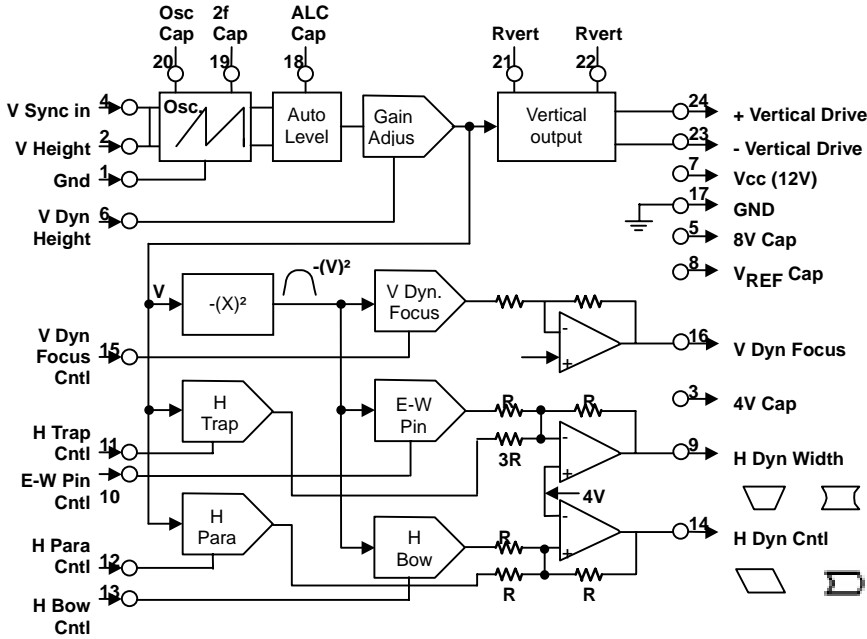 Osc Cap
2f Cap
ALC Cap
Rvert
Rvert
20
19
18
21
22
V Sync in
4
Osc.
Auto Level
Gain Adjus
Vertical output
24
+ Vertical Drive
V Height
2
23
- Vertical Drive
Gnd
1
7
Vcc (12V)
17
GND
V Dyn Height
6
5
8V Cap
8
VREF Cap
V
-(X)²
-(V)²
V Dyn. Focus
-
+
16
V Dyn Focus
V Dyn Focus Cntl
15
3
4V Cap
H Trap
E-W Pin
R
R
H Trap Cntl
11
3R
-
+
9
H Dyn Width
E-W Pin Cntl
10
4V
H Para
H Bow
R
-
+
14
H Dyn Cntl
H Para Cntl
12
R
R
H Bow Cntl
13